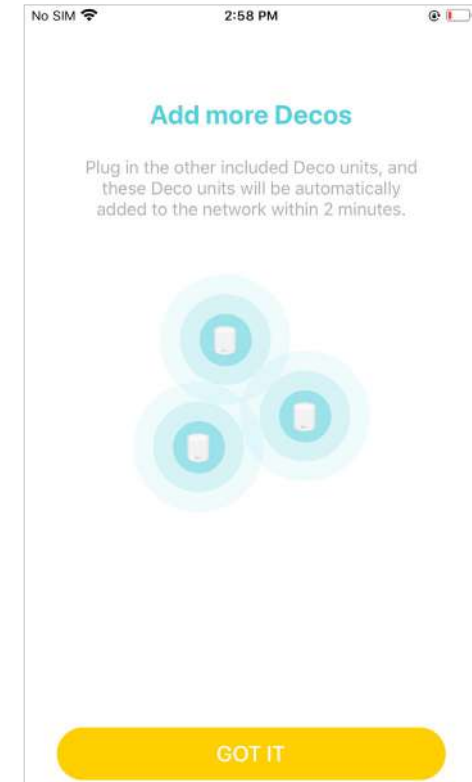 No SIM
2:58 PM
Add more Decos
Plug in the other included Deco units, and
these Deco units will be automatically
added to the network within 2 minutes.
GOT IT